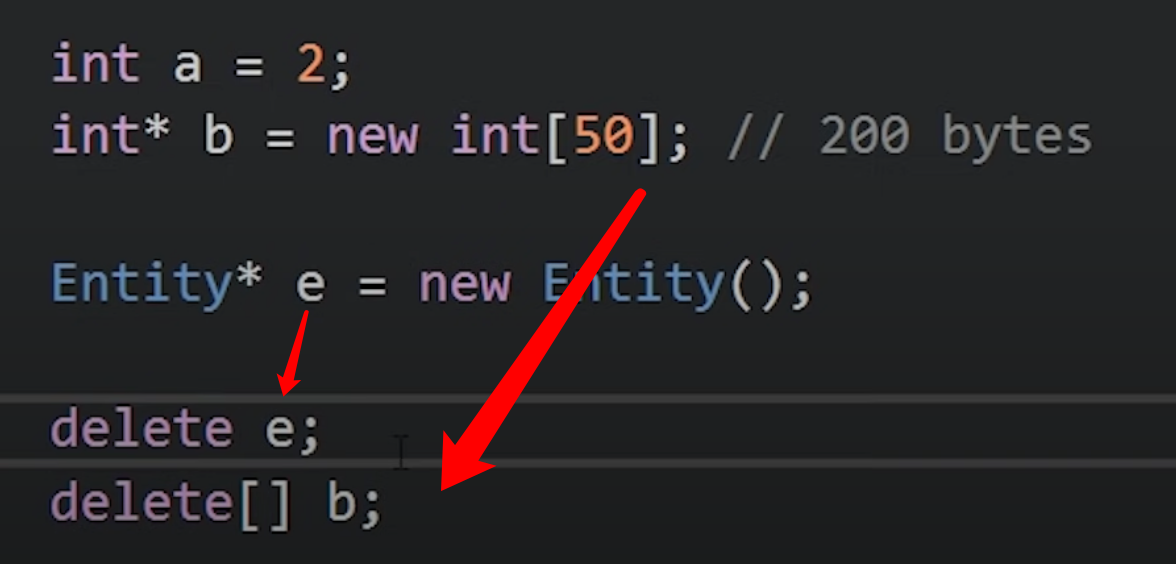 int a = 2;
int* b = new int[50]; // 200 bytes
Entity* e = new Entity();
delete e;
delete[] b;